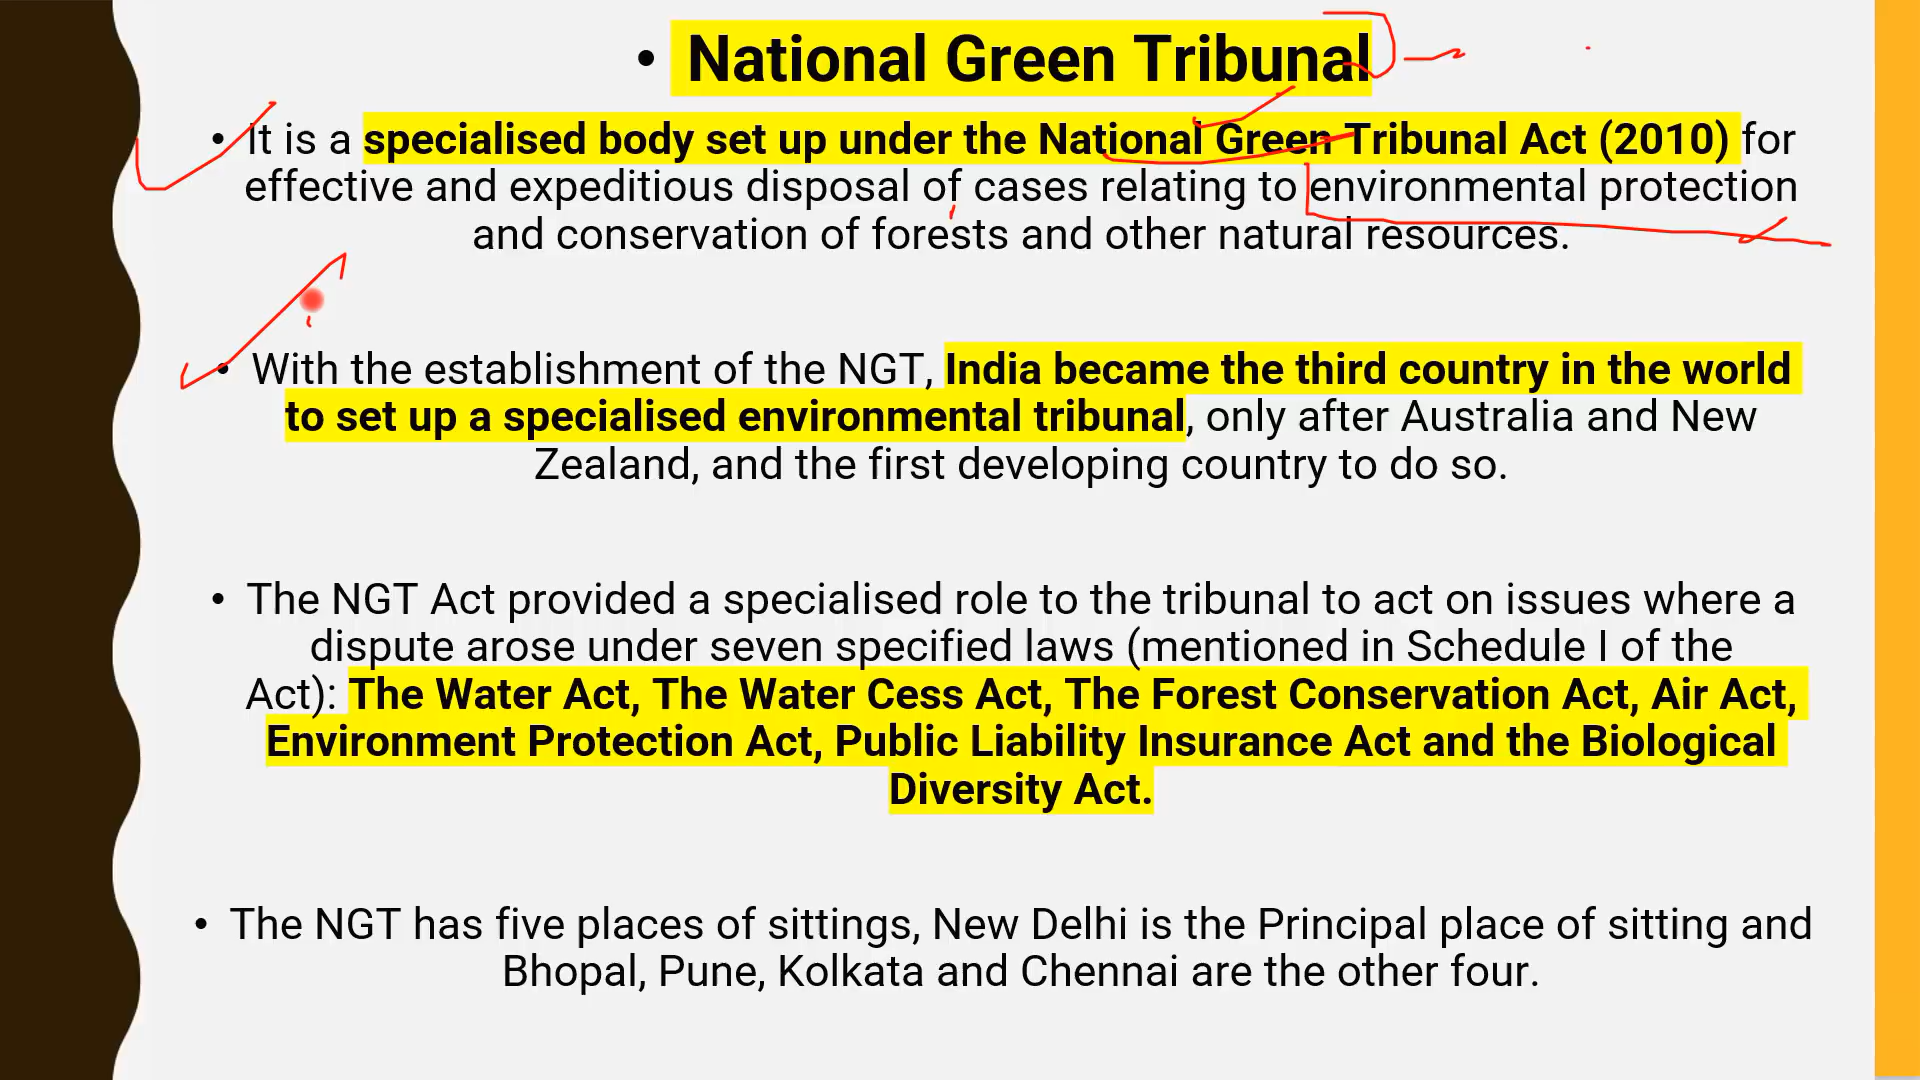 • National Green Tribunal
• It is a specialised body set up under the National Green Tribunal Act (2010) for
effective and expeditious disposal of cases relating to environmental protection
and conservation of forests and other natural resources.
• With the establishment of the NGT, India became the third country in the world
to set up a specialised environmental tribunal, only after Australia and New
Zealand, and the first developing country to do so.
• The NGT Act provided a specialised role to the tribunal to act on issues where a
dispute arose under seven specified laws (mentioned in Schedule I of the
Act): The Water Act, The Water Cess Act, The Forest Conservation Act, Air Act,
Environment Protection Act, Public Liability Insurance Act and the Biological
Diversity Act.
• The NGT has five places of sittings, New Delhi is the Principal place of sitting and
Bhopal, Pune, Kolkata and Chennai are the other four.